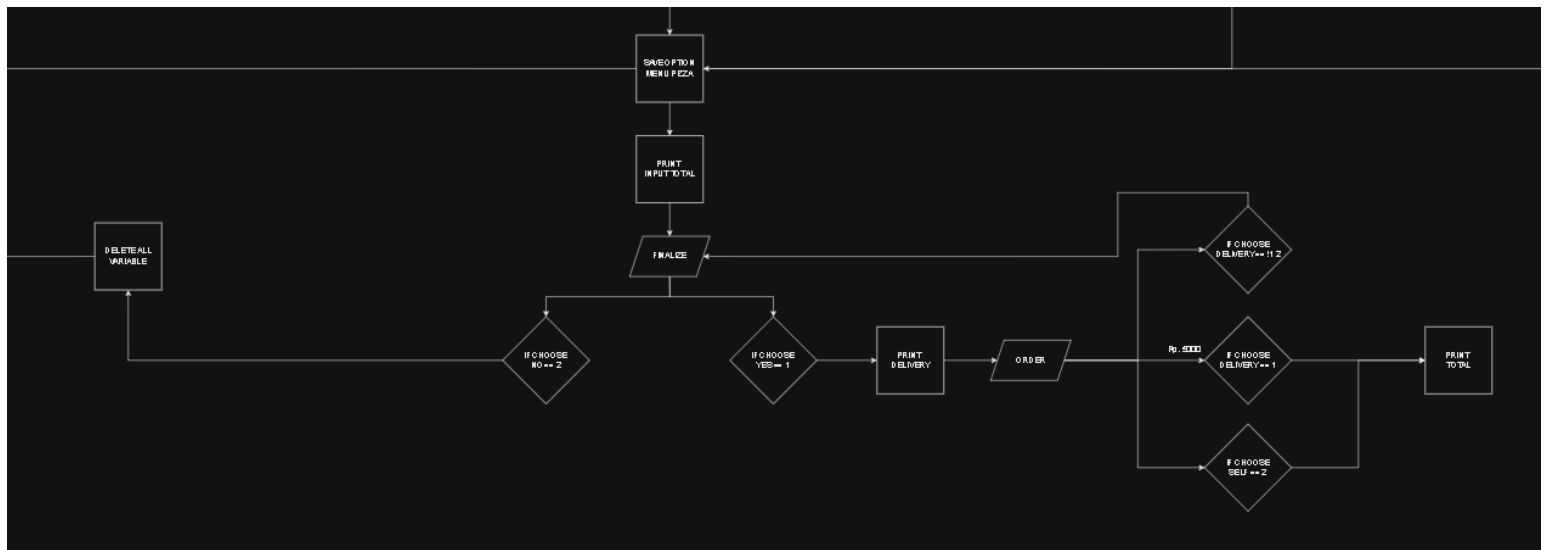 SAVE OPTION
MENU PIZZA
PRINT
INPUT TOTAL
DELETE ALL
VARIABLE
FINALIZE
IF CHOOSE
DELIVERY == !1 2
IF CHOOSE
NO == 2
IF CHOOSE
YES == 1
PRINT
DELIVERY
ORDER
Rp. 5000
IF CHOOSE
DELIVERY == 1
PRINT
TOTAL
IF CHOOSE
SELF == 2